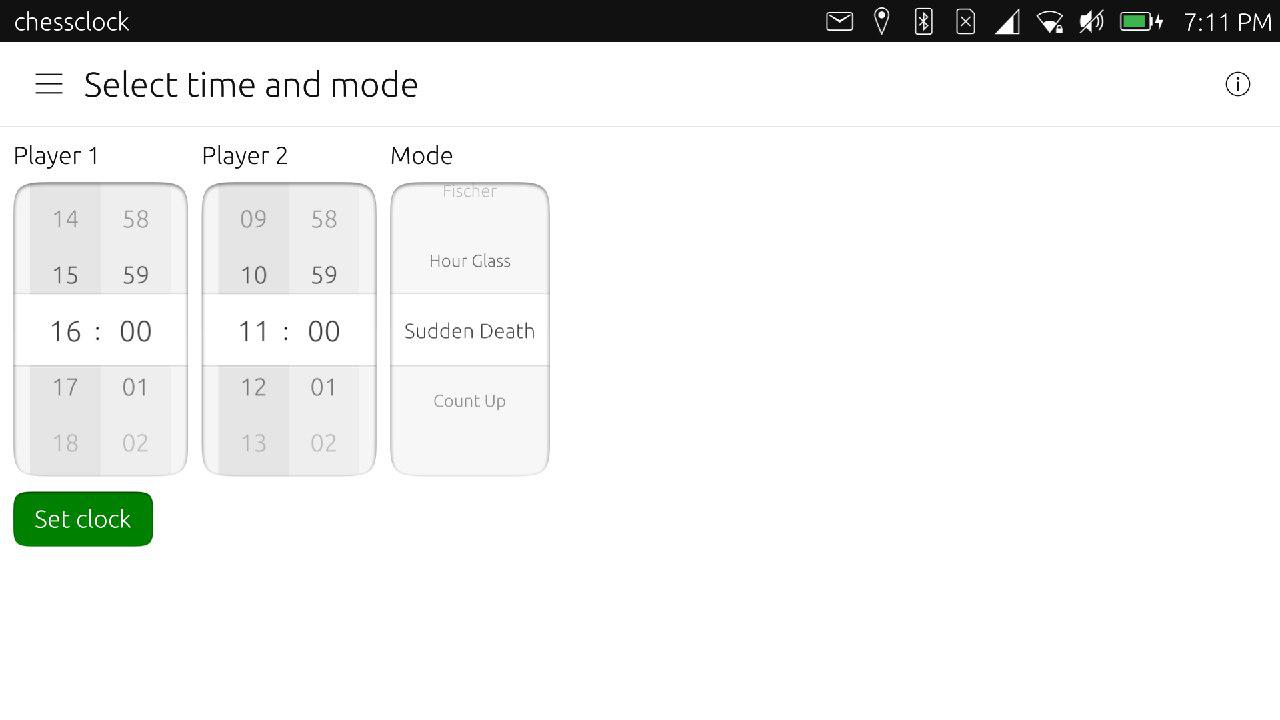 chessclock 7:11 PM
Select time and mode
Player 1 Player 2 Mode
14 58 09 58 Fischer
15 59 10 59 Hour Glass
16 : 00 11 : 00 Sudden Death
17 01 12 01 Count Up
18 02 13 02
Set clock